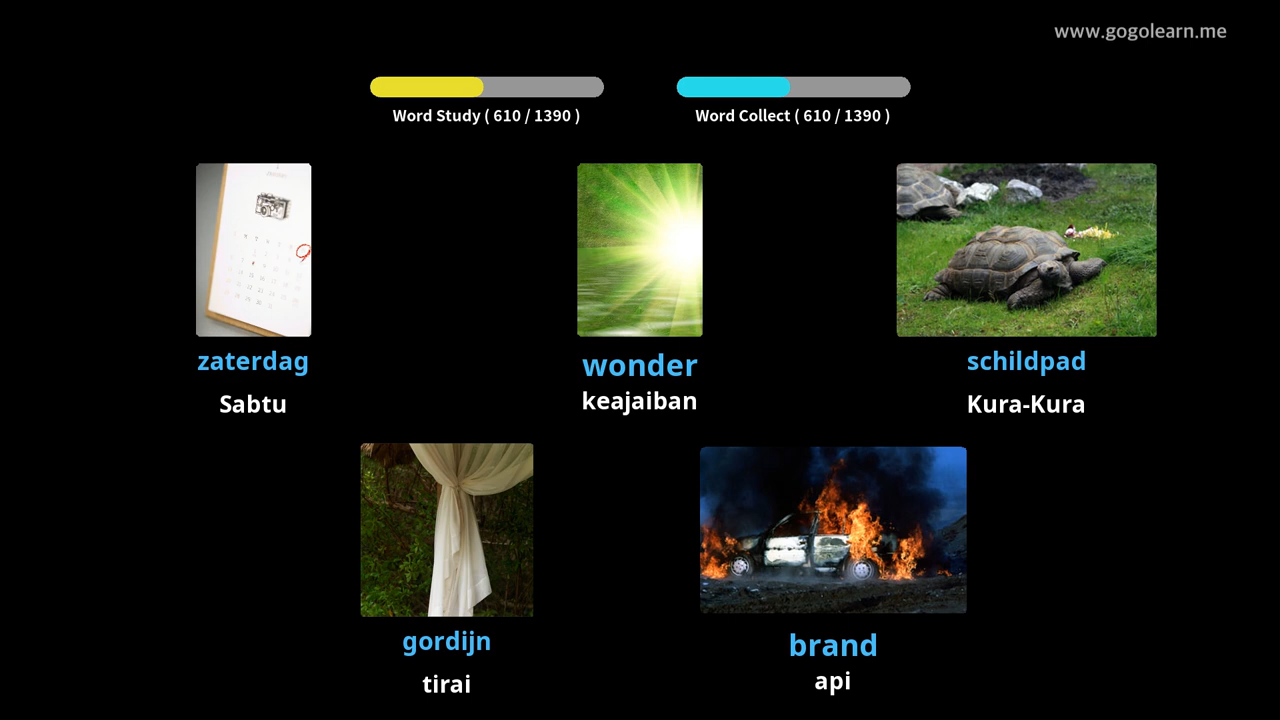 www.gogolearn.me
Word Study ( 610 / 1390 )
Word Collect ( 610 / 1390 )
zaterdag
Sabtu
wonder
keajaiban
schildpad
Kura-Kura
gordijn
tirai
brand
api